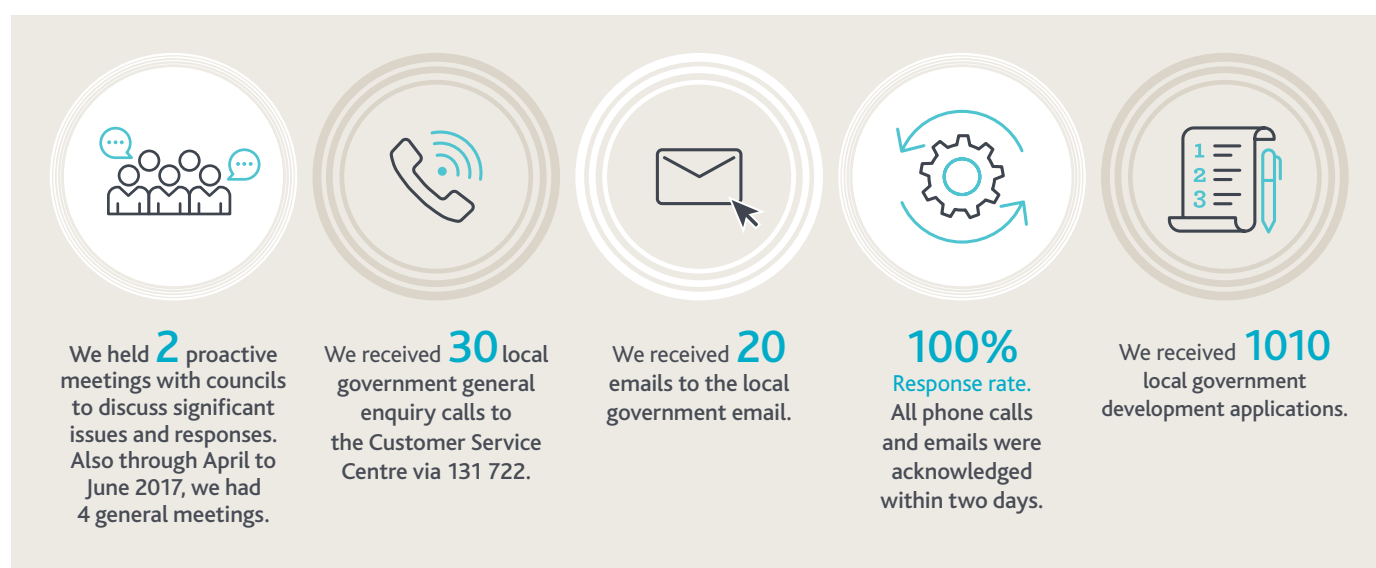 1
2
3
We held 2 proactive
meetings with councils
to discuss significant
issues and responses.
Also through April to
June 2017, we had
4 general meetings.
We received 30 local
government general
enquiry calls to
the Customer Service
Centre via 131 722.
We received 20
emails to the local
government email.
100%
Response rate.
All phone calls
and emails were
acknowledged
within two days.
We received 1010
local government
development applications.